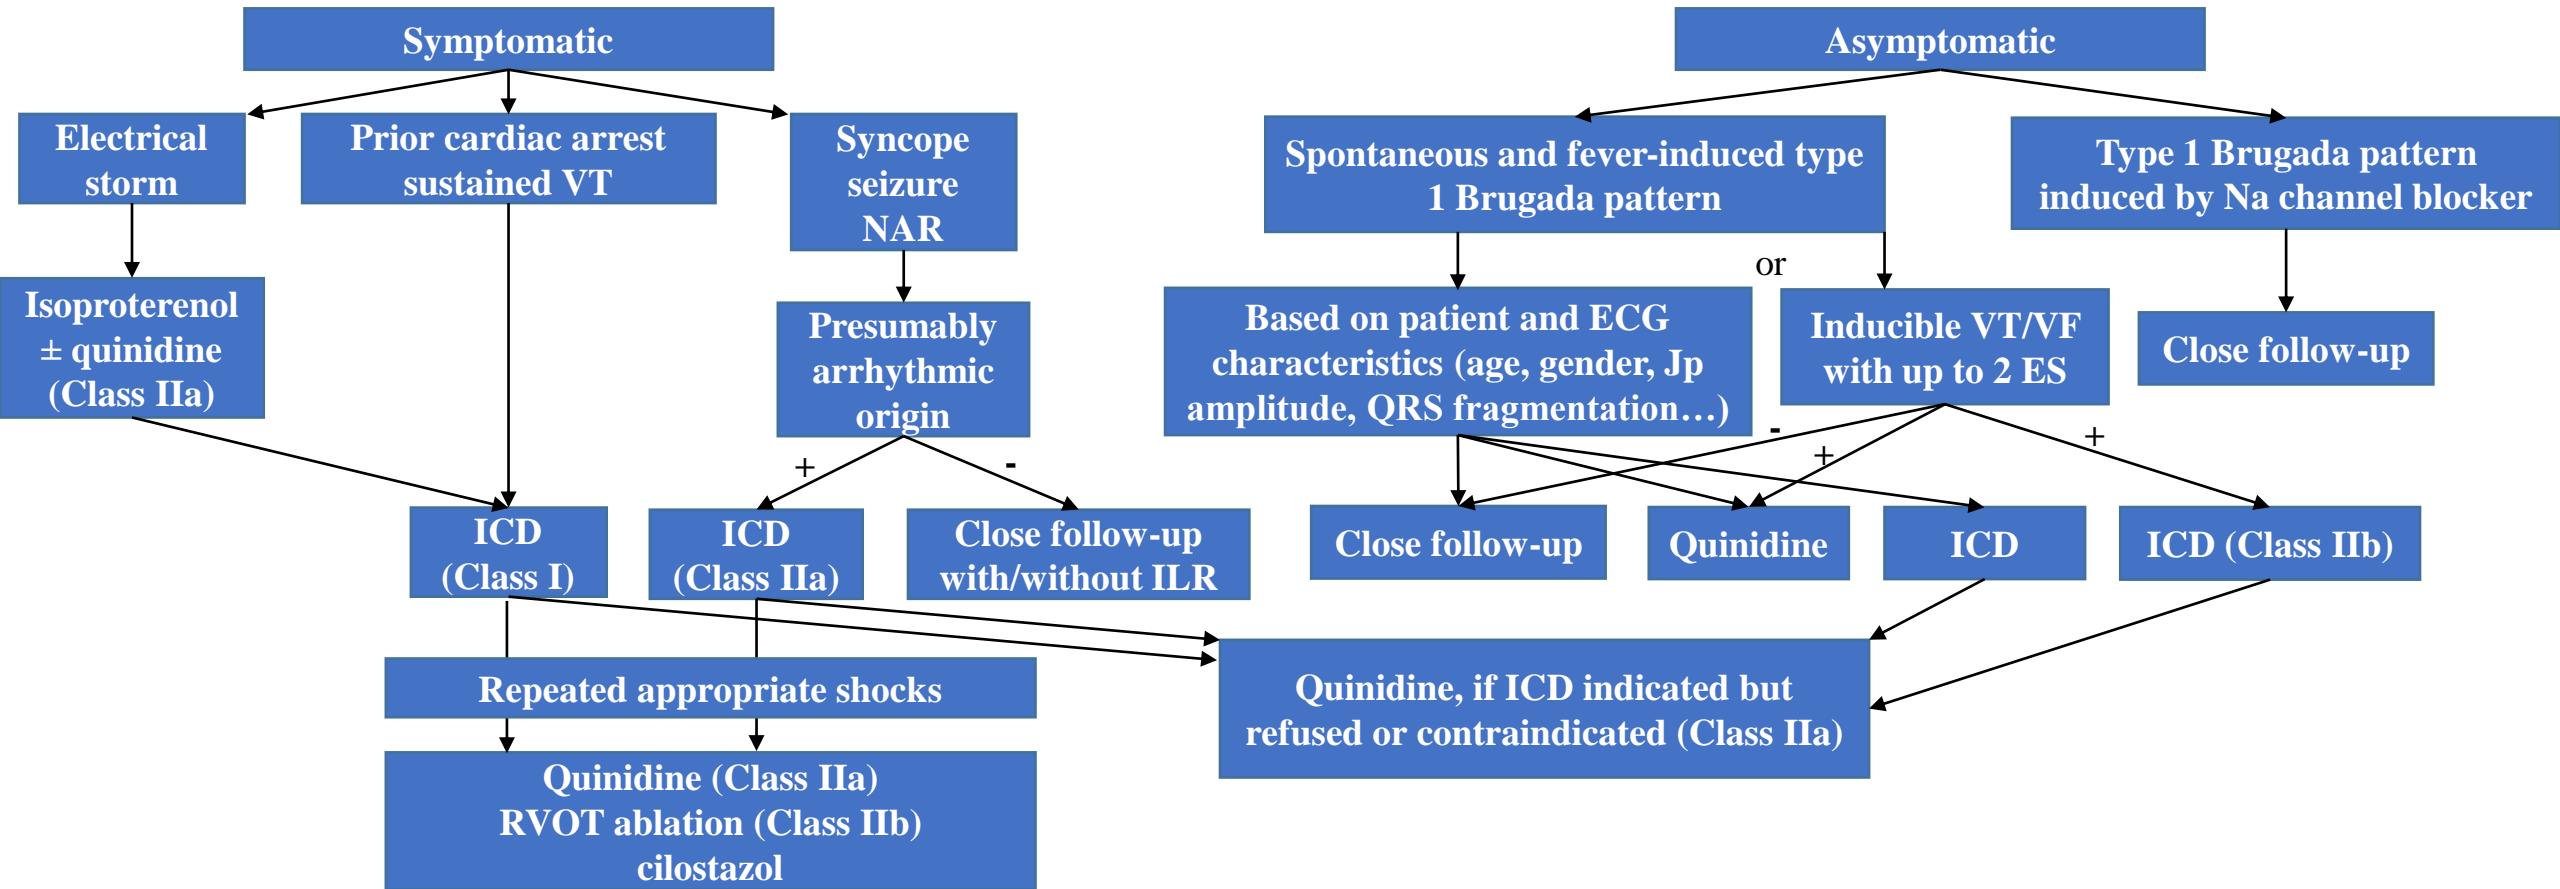 Symptomatic
Asymptomatic
Electrical
storm
Prior cardiac arrest
sustained VT
Syncope
seizure
NAR
Spontaneous and fever-induced type
1 Brugada pattern
Type 1 Brugada pattern
induced by Na channel blocker
or
Isoproterenol
± quinidine
(Class IIa)
Presumably
arrhythmic
origin
Based on patient and ECG
characteristics (age, gender, Jp
amplitude, QRS fragmentation…)
Inducible VT/VF
with up to 2 ES
Close follow-up
+
-
-
+
+
ICD
(Class I)
ICD
(Class IIa)
Close follow-up
with/without ILR
Close follow-up
Quinidine
ICD
ICD (Class IIb)
Repeated appropriate shocks
Quinidine, if ICD indicated but
refused or contraindicated (Class IIa)
Quinidine (Class IIa)
RVOT ablation (Class IIb)
cilostazol